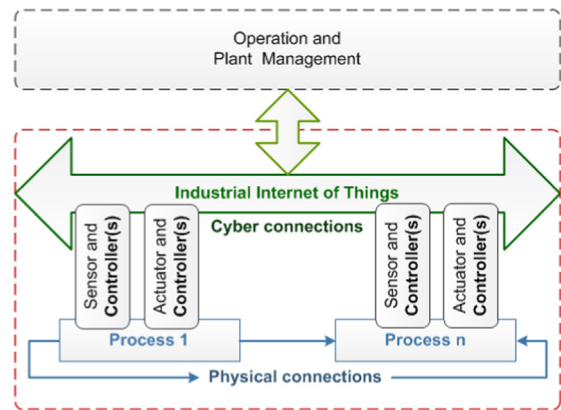 Operation and
Plant Management
Industrial Internet of Things
Cyber connections
Sensor and
Controller(s)
Actuator and
Controller(s)
Sensor and
Controller(s)
Actuator and
Controller(s)
Process 1
Process n
Physical connections